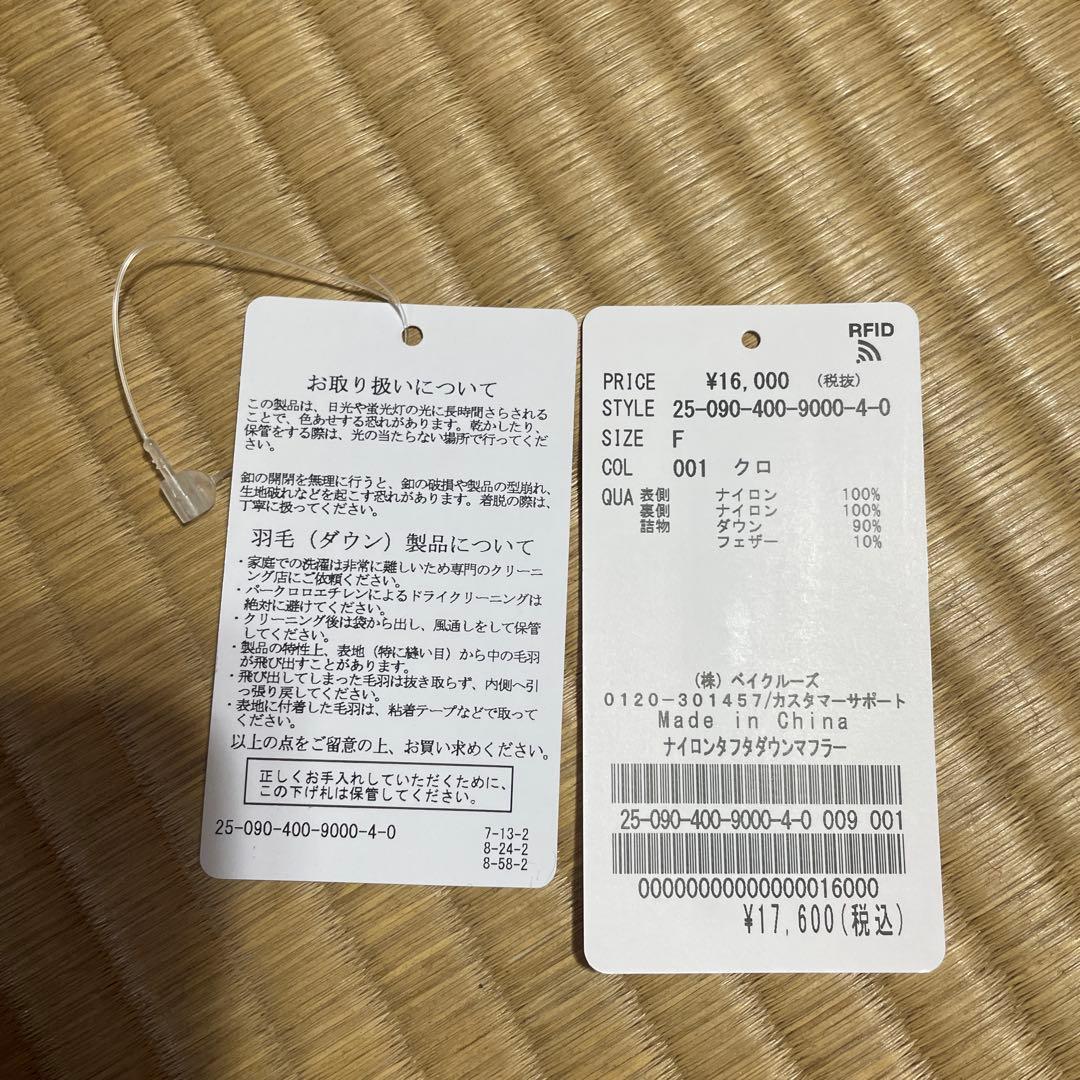 お取り扱いについて
この製品は、日光や蛍光灯の光に長時間さらされる
ことで、色あせする恐れがあります。乾かしたり、
保管をする際は、光の当たらない場所で行ってくだ
さい。
釦の開閉を無理に行うと、釦の破損や製品の型崩れ、
生地破れなどを起こす恐れがあります。着脱の際は、
丁寧に扱ってください。
羽毛（ダウン）製品について
・家庭での洗濯は非常に難しいため専門のクリーニ
ング店にご依頼ください。
・パークロロエチレンによるドライクリーニングは
絶対に避けてください。
・クリーニング後は袋から出し、風通しをして保管
してください。
・製品の特性上、表地（特に縫い目）から中の毛羽
が飛び出すことがあります。
・飛び出してしまった毛羽は抜き取らず、内側へ引
っ張り戻してください。
・表地に付着した毛羽は、粘着テープなどで取って
ください。
以上の点をご留意の上、お買い求めください。
正しくお手入れしていただくために、
この下げ札は保管してください。
25-090-400-9000-4-0
7-13-2
8-24-2
8-58-2
RFID
PRICE ¥16,000 （税抜）
STYLE 25-090-400-9000-4-0
SIZE F
COL 001 クロ
QUA 表側 ナイロン 100%
裏側 ナイロン 100%
詰物 ダウン 90%
フェザー 10%
（株）ベイクルーズ
0120-301457/カスタマーサポート
Made in China
ナイロンタフタダウンマフラー
25-090-400-9000-4-0 009 001
00000000000000016000
¥17,600(税込)